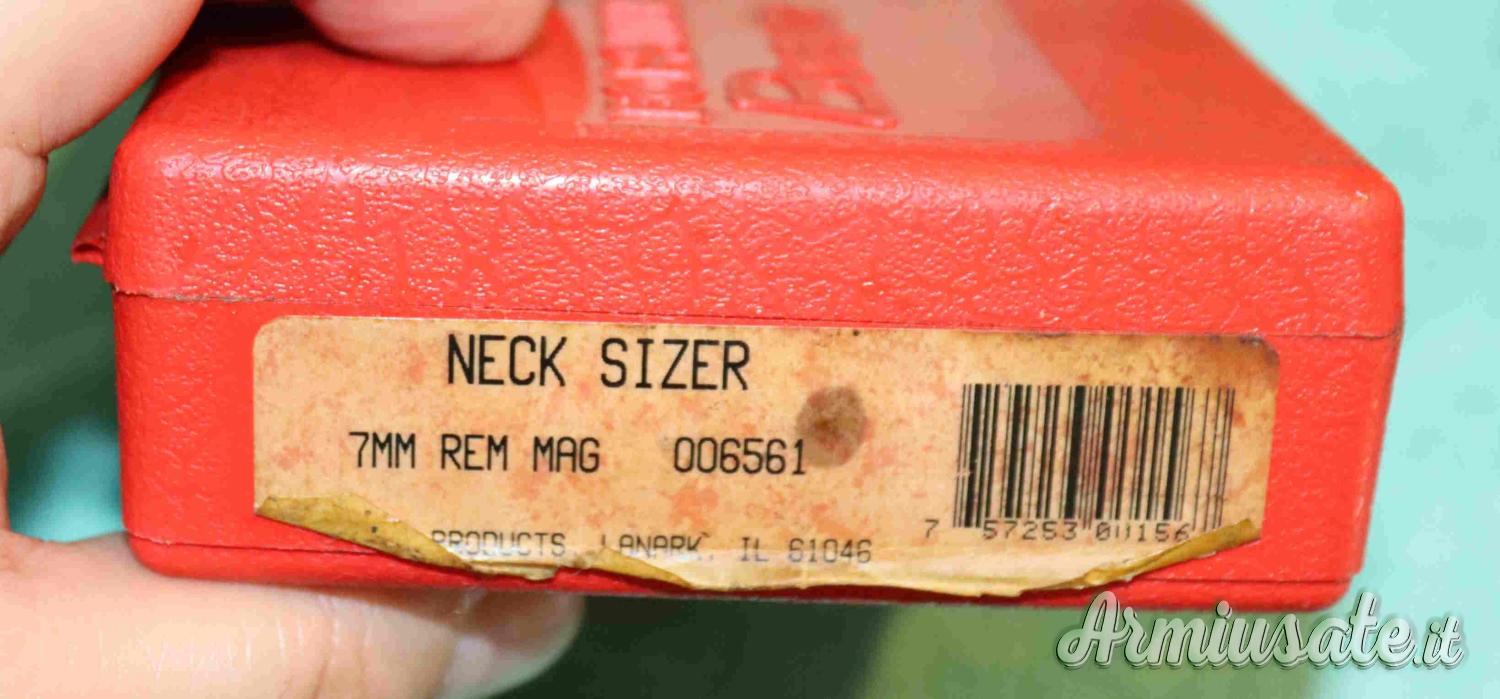 NECK SIZER
7MM REM MAG 006561
PRODUCTS, LANARK, IL 61046
7 57253 00156
Armiusate.it